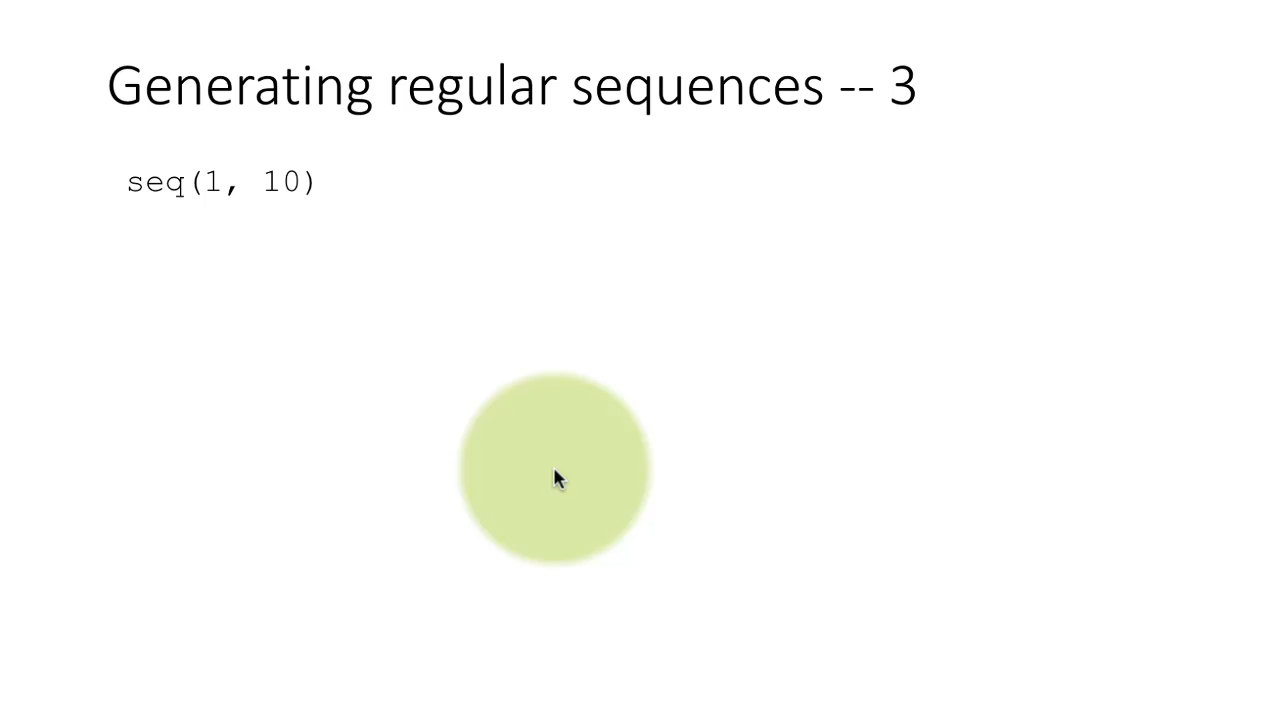 Generating regular sequences -- 3
seq(1, 10)